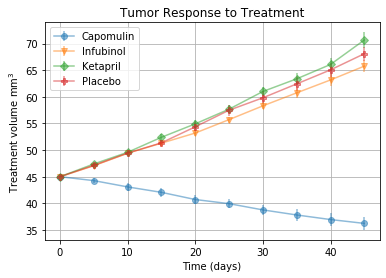 Tumor Response to Treatment
Capomulin
Infubinol
Ketapril
Placebo
Treatment volume mm³
70
65
60
55
50
45
40
35
0
10
20
30
40
Time (days)